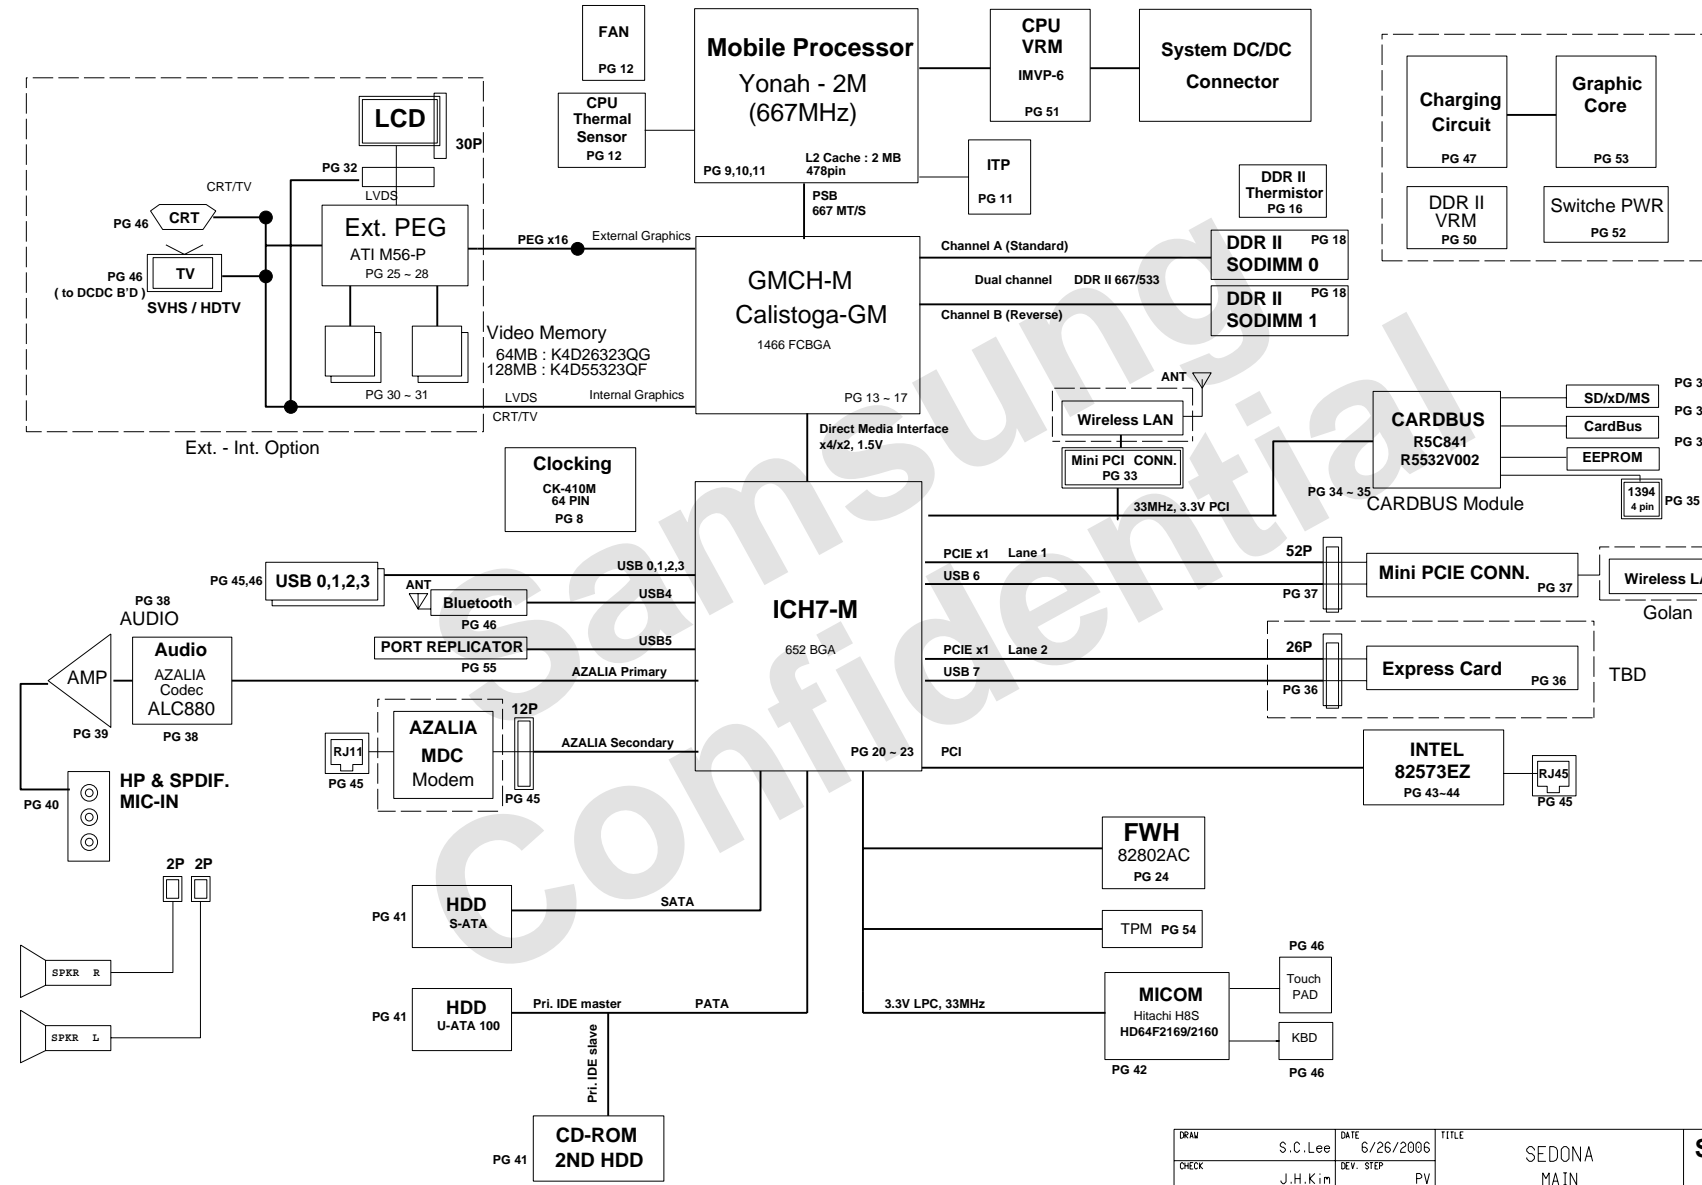 FAN
PG 12
CPU
Thermal
Sensor
PG 12
Mobile Processor
Yonah - 2M
(667MHz)
L2 Cache : 2 MB
478pin
PG 9,10,11
CPU
VRM
IMVP-6
PG 51
System DC/DC
Connector
ITP
PG 11
Charging
Circuit
PG 47
Graphic
Core
PG 53
DDR II
VRM
PG 50
Switche PWR
PG 52
DDR II
Thermistor
PG 16
PSB
667 MT/S
LCD
30P
PG 32
LVDS
CRT/TV
PG 46
CRT
PG 46
( to DCDC B'D )
TV
SVHS / HDTV
Ext. PEG
ATI M56-P
PG 25 ~ 28
PEG x16
External Graphics
Video Memory
64MB : K4D26323QG
128MB : K4D55323QF
PG 30 ~ 31
LVDS
CRT/TV
Internal Graphics
Ext. - Int. Option
GMCH-M
Calistoga-GM
1466 FCBGA
PG 13 ~ 17
Channel A (Standard)
Dual channel
DDR II 667/533
Channel B (Reverse)
DDR II
PG 18
SODIMM 0
DDR II
PG 18
SODIMM 1
Direct Media Interface
x4/x2, 1.5V
Clocking
CK-410M
64 PIN
PG 8
ANT
Wireless LAN
Mini PCI CONN.
PG 33
33MHz, 3.3V PCI
CARDBUS
R5C841
R5532V002
PG 34 ~ 35
CARDBUS Module
SD/xD/MS
PG 3
CardBus
PG 3
EEPROM
PG 3
1394
4 pin
PG 35
ICH7-M
652 BGA
PG 20 ~ 23
PG 45,46
USB 0,1,2,3
USB 0,1,2,3
ANT
Bluetooth
PG 46
USB4
PORT REPLICATOR
PG 55
USB5
PG 38
AUDIO
Audio
AZALIA
Codec
ALC880
PG 38
AMP
PG 39
AZALIA Primary
AZALIA
MDC
Modem
12P
PG 45
RJ11
PG 45
AZALIA Secondary
PG 40
HP & SPDIF.
MIC-IN
2P 2P
SPKR R
SPKR L
PCIE x1 Lane 1
USB 6
52P
PG 37
Mini PCIE CONN.
PG 37
Wireless LA
Golan
PCIE x1 Lane 2
USB 7
26P
PG 36
Express Card
PG 36
TBD
PCI
INTEL
82573EZ
PG 43~44
RJ45
PG 45
FWH
82802AC
PG 24
TPM PG 54
PG 41
HDD
S-ATA
SATA
PG 41
HDD
U-ATA 100
Pri. IDE master
PATA
Pri. IDE slave
PG 41
CD-ROM
2ND HDD
3.3V LPC, 33MHz
MICOM
Hitachi H8S
HD64F2169/2160
PG 42
PG 46
Touch
PAD
KBD
PG 46
Samsung
Confidential
DRAW
S.C.Lee
DATE
6/26/2006
TITLE
SEDONA
MAIN
CHECK
J.H.Kim
DEV. STEP
PV
S